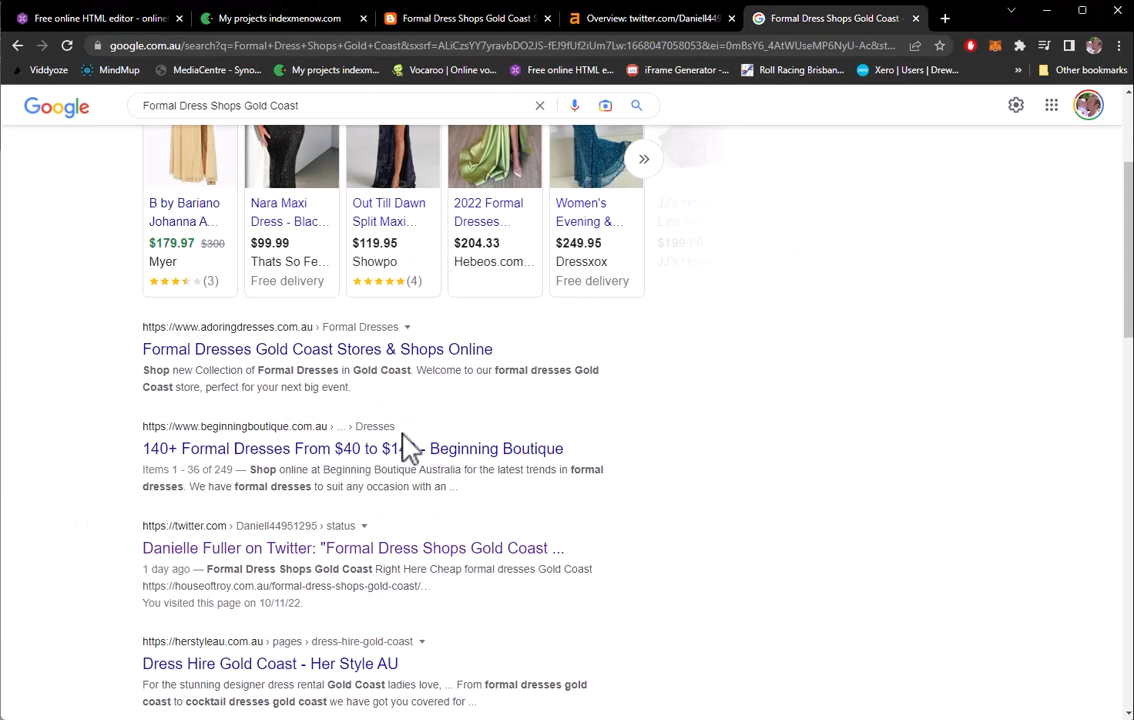 Free online HTML editor - online
My projects indexmenow.com
Formal Dress Shops Gold Coast
Overview: twitter.com/Daniell449
Formal Dress Shops Gold Coast -
google.com.au/search?q=Formal+Dress+Shops+Gold+Coast&sxsrf=ALiCzsYY7yravbDO2JS-fEJ9fUf2iUm7Lw:1668047058053&ei=0mBsY6_4AtWUseMP6NyU-Ac&st...
Viddyoze
MindMup
MediaCentre - Syno...
My projects indexm...
Vocaroo | Online vo...
Free online HTML e...
iFrame Generator -...
Roll Racing Brisban...
Xero | Users | Drew...
»
Other bookmarks
Google
Formal Dress Shops Gold Coast
B by Bariano Johanna A...
$179.97 $300
Myer
(3)
Nara Maxi Dress - Blac...
$99.99
Thats So Fe...
Free delivery
Out Till Dawn Split Maxi...
$119.95
Showpo
(4)
2022 Formal Dresses...
$204.33
Hebeos.com...
Women's Evening &...
$249.95
Dressxox
Free delivery
https://www.adoringdresses.com.au › Formal Dresses
Formal Dresses Gold Coast Stores & Shops Online
Shop new Collection of Formal Dresses in Gold Coast. Welcome to our formal dresses Gold
Coast store, perfect for your next big event.
https://www.beginningboutique.com.au › ... › Dresses
140+ Formal Dresses From $40 to - Beginning Boutique
Items 1 - 36 of 249 — Shop online at Beginning Boutique Australia for the latest trends in formal
dresses. We have formal dresses to suit any occasion with an ...
https://twitter.com › Daniell44951295 › status
Danielle Fuller on Twitter: "Formal Dress Shops Gold Coast ...
1 day ago — Formal Dress Shops Gold Coast Right Here Cheap formal dresses Gold Coast
https://houseoftroy.com.au/formal-dress-shops-gold-coast/...
You visited this page on 10/11/22.
https://herstyleau.com.au › pages › dress-hire-gold-coast
Dress Hire Gold Coast - Her Style AU
For the stunning designer dress rental Gold Coast ladies love, ... From formal dresses gold
coast to cocktail dresses gold coast we have got you covered for ...